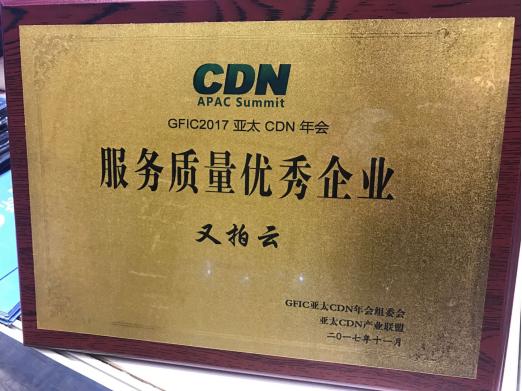 CDN
APAC Summit
GFIC2017 亚太 CDN 年会
服务质量优秀企业
又拍云
GFIC亚太CDN年会组委会
亚太CDN产业联盟
二〇一七年十一月